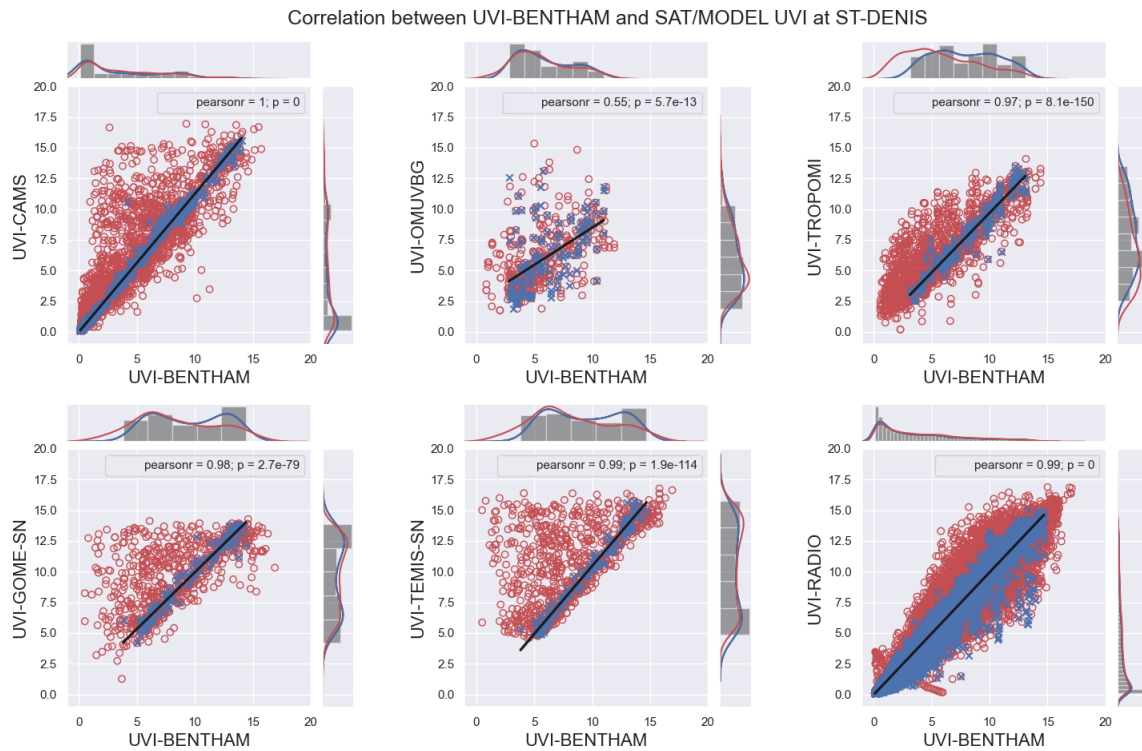 Correlation between UVI-BENTHAM and SAT/MODEL UVI at ST-DENIS
pearsonr = 1; p = 0
20.0
17.5
15.0
12.5
10.0
7.5
5.0
2.5
0.0
UVI-CAMS
0 5 10 15 20
UVI-BENTHAM
pearsonr = 0.55; p = 5.7e-13
20.0
17.5
15.0
12.5
10.0
7.5
5.0
2.5
0.0
UVI-OMUVBG
0 5 10 15 20
UVI-BENTHAM
pearsonr = 0.97; p = 8.1e-150
20.0
17.5
15.0
12.5
10.0
7.5
5.0
2.5
0.0
UVI-TROPOMI
0 5 10 15 20
UVI-BENTHAM
pearsonr = 0.98; p = 2.7e-79
20.0
17.5
15.0
12.5
10.0
7.5
5.0
2.5
0.0
UVI-GOME-SN
0 5 10 15 20
UVI-BENTHAM
pearsonr = 0.99; p = 1.9e-114
20.0
17.5
15.0
12.5
10.0
7.5
5.0
2.5
0.0
UVI-TEMIS-SN
0 5 10 15 20
UVI-BENTHAM
pearsonr = 0.99; p = 0
20.0
17.5
15.0
12.5
10.0
7.5
5.0
2.5
0.0
UVI-RADIO
0 5 10 15 20
UVI-BENTHAM